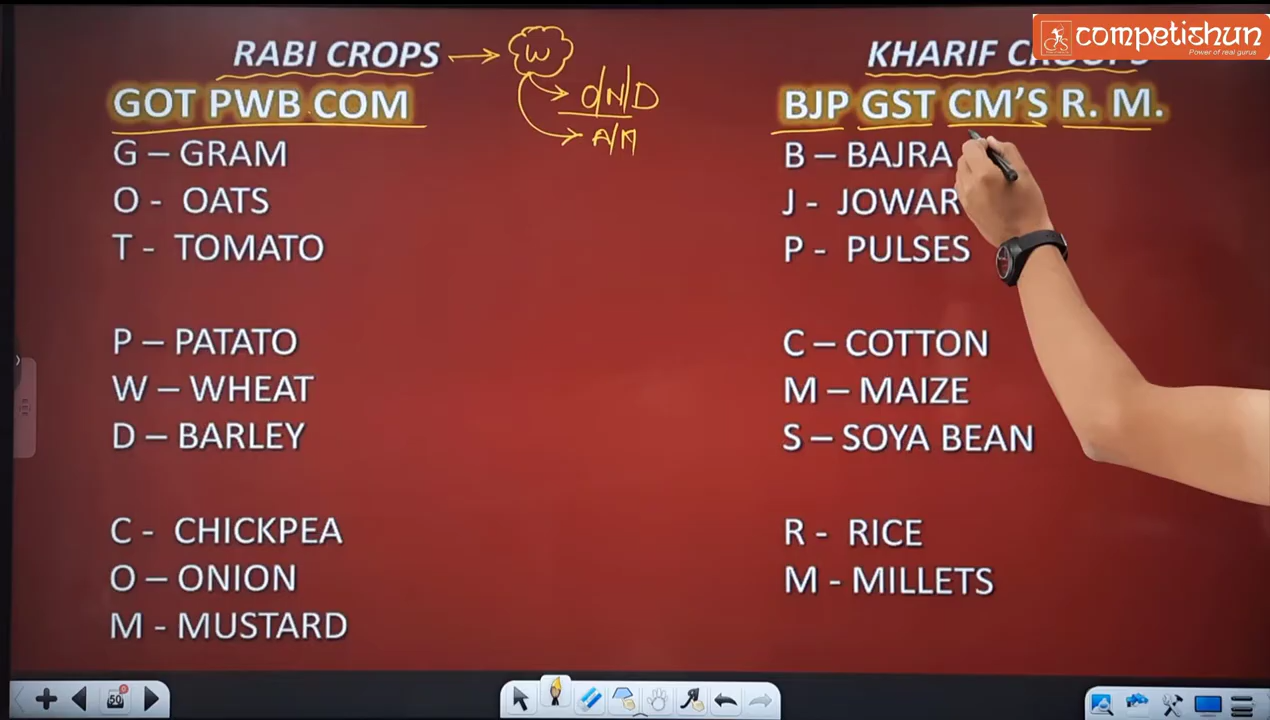 competishun
Power of real gurus
RABI CROPS → W
O/N/D
A/M
GOT PWB COM
G – GRAM
O - OATS
T - TOMATO
P – PATATO
W – WHEAT
D – BARLEY
C - CHICKPEA
O – ONION
M - MUSTARD
KHARIF
BJP GST CM'S R. M.
B – BAJRA
J - JOWAR
P - PULSES
C – COTTON
M – MAIZE
S – SOYA BEAN
R - RICE
M - MILLETS
50